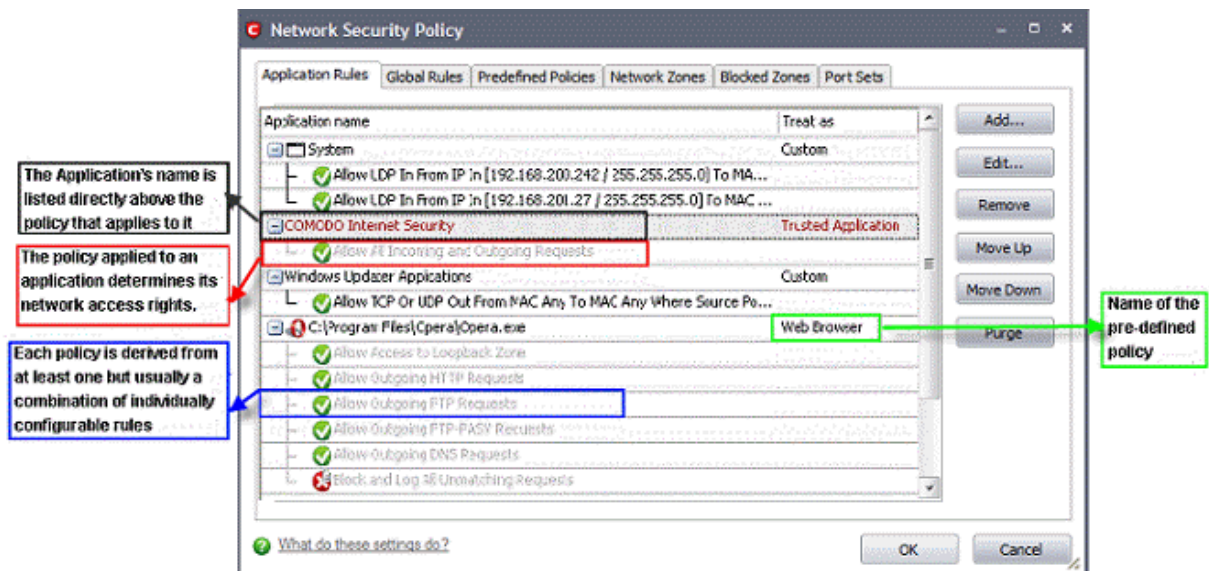 Network Security Policy
Application Rules
Global Rules
Predefined Policies
Network Zones
Blocked Zones
Port Sets
Application name
Treat as
System
Custom
Allow UDP In From IP In [192.168.200.242 / 255.255.255.0] To MA...
Allow UDP In From IP In [192.168.201.27 / 255.255.255.0] To MAC ...
COMODO Internet Security
Trusted Application
Allow All Incoming and Outgoing Requests
Windows Updater Applications
Custom
Allow TCP Or UDP Out From MAC Any To MAC Any Where Source Po...
C:\Program Files\Opera\Opera.exe
Web Browser
Allow Access to Loopback Zone
Allow Outgoing HTTP Requests
Allow Outgoing FTP Requests
Allow Outgoing FTP-PASV Requests
Allow Outgoing DNS Requests
Block and Log All Unmatching Requests
Add...
Edit...
Remove
Move Up
Move Down
Purge
What do these settings do?
OK
Cancel
The Application's name is
listed directly above the
policy that applies to it
The policy applied to an
application determines its
network access rights.
Each policy is derived from
at least one but usually a
combination of individually
configurable rules
Name of the
pre-defined
policy